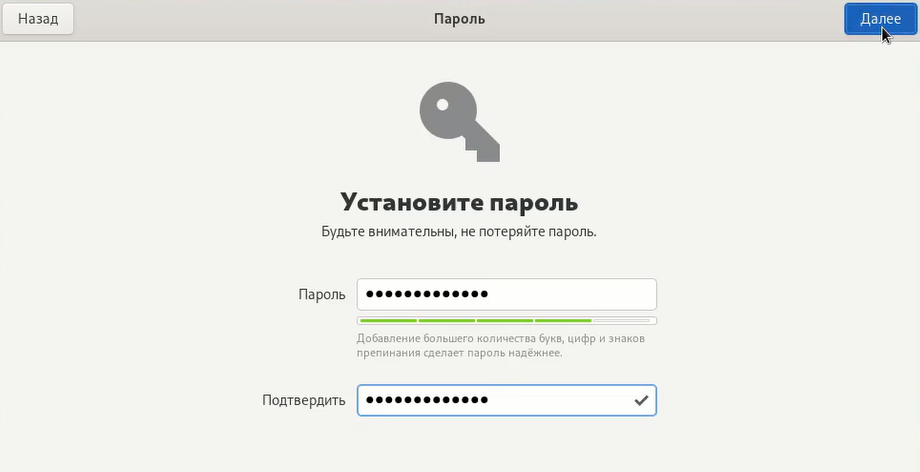 Назад
Пароль
Далее
Установите пароль
Будьте внимательны, не потеряйте пароль.
Пароль ●●●●●●●●●●●●●
Добавление большего количества букв, цифр и знаков
препинания сделает пароль надёжнее.
Подтвердить ●●●●●●●●●●●●●